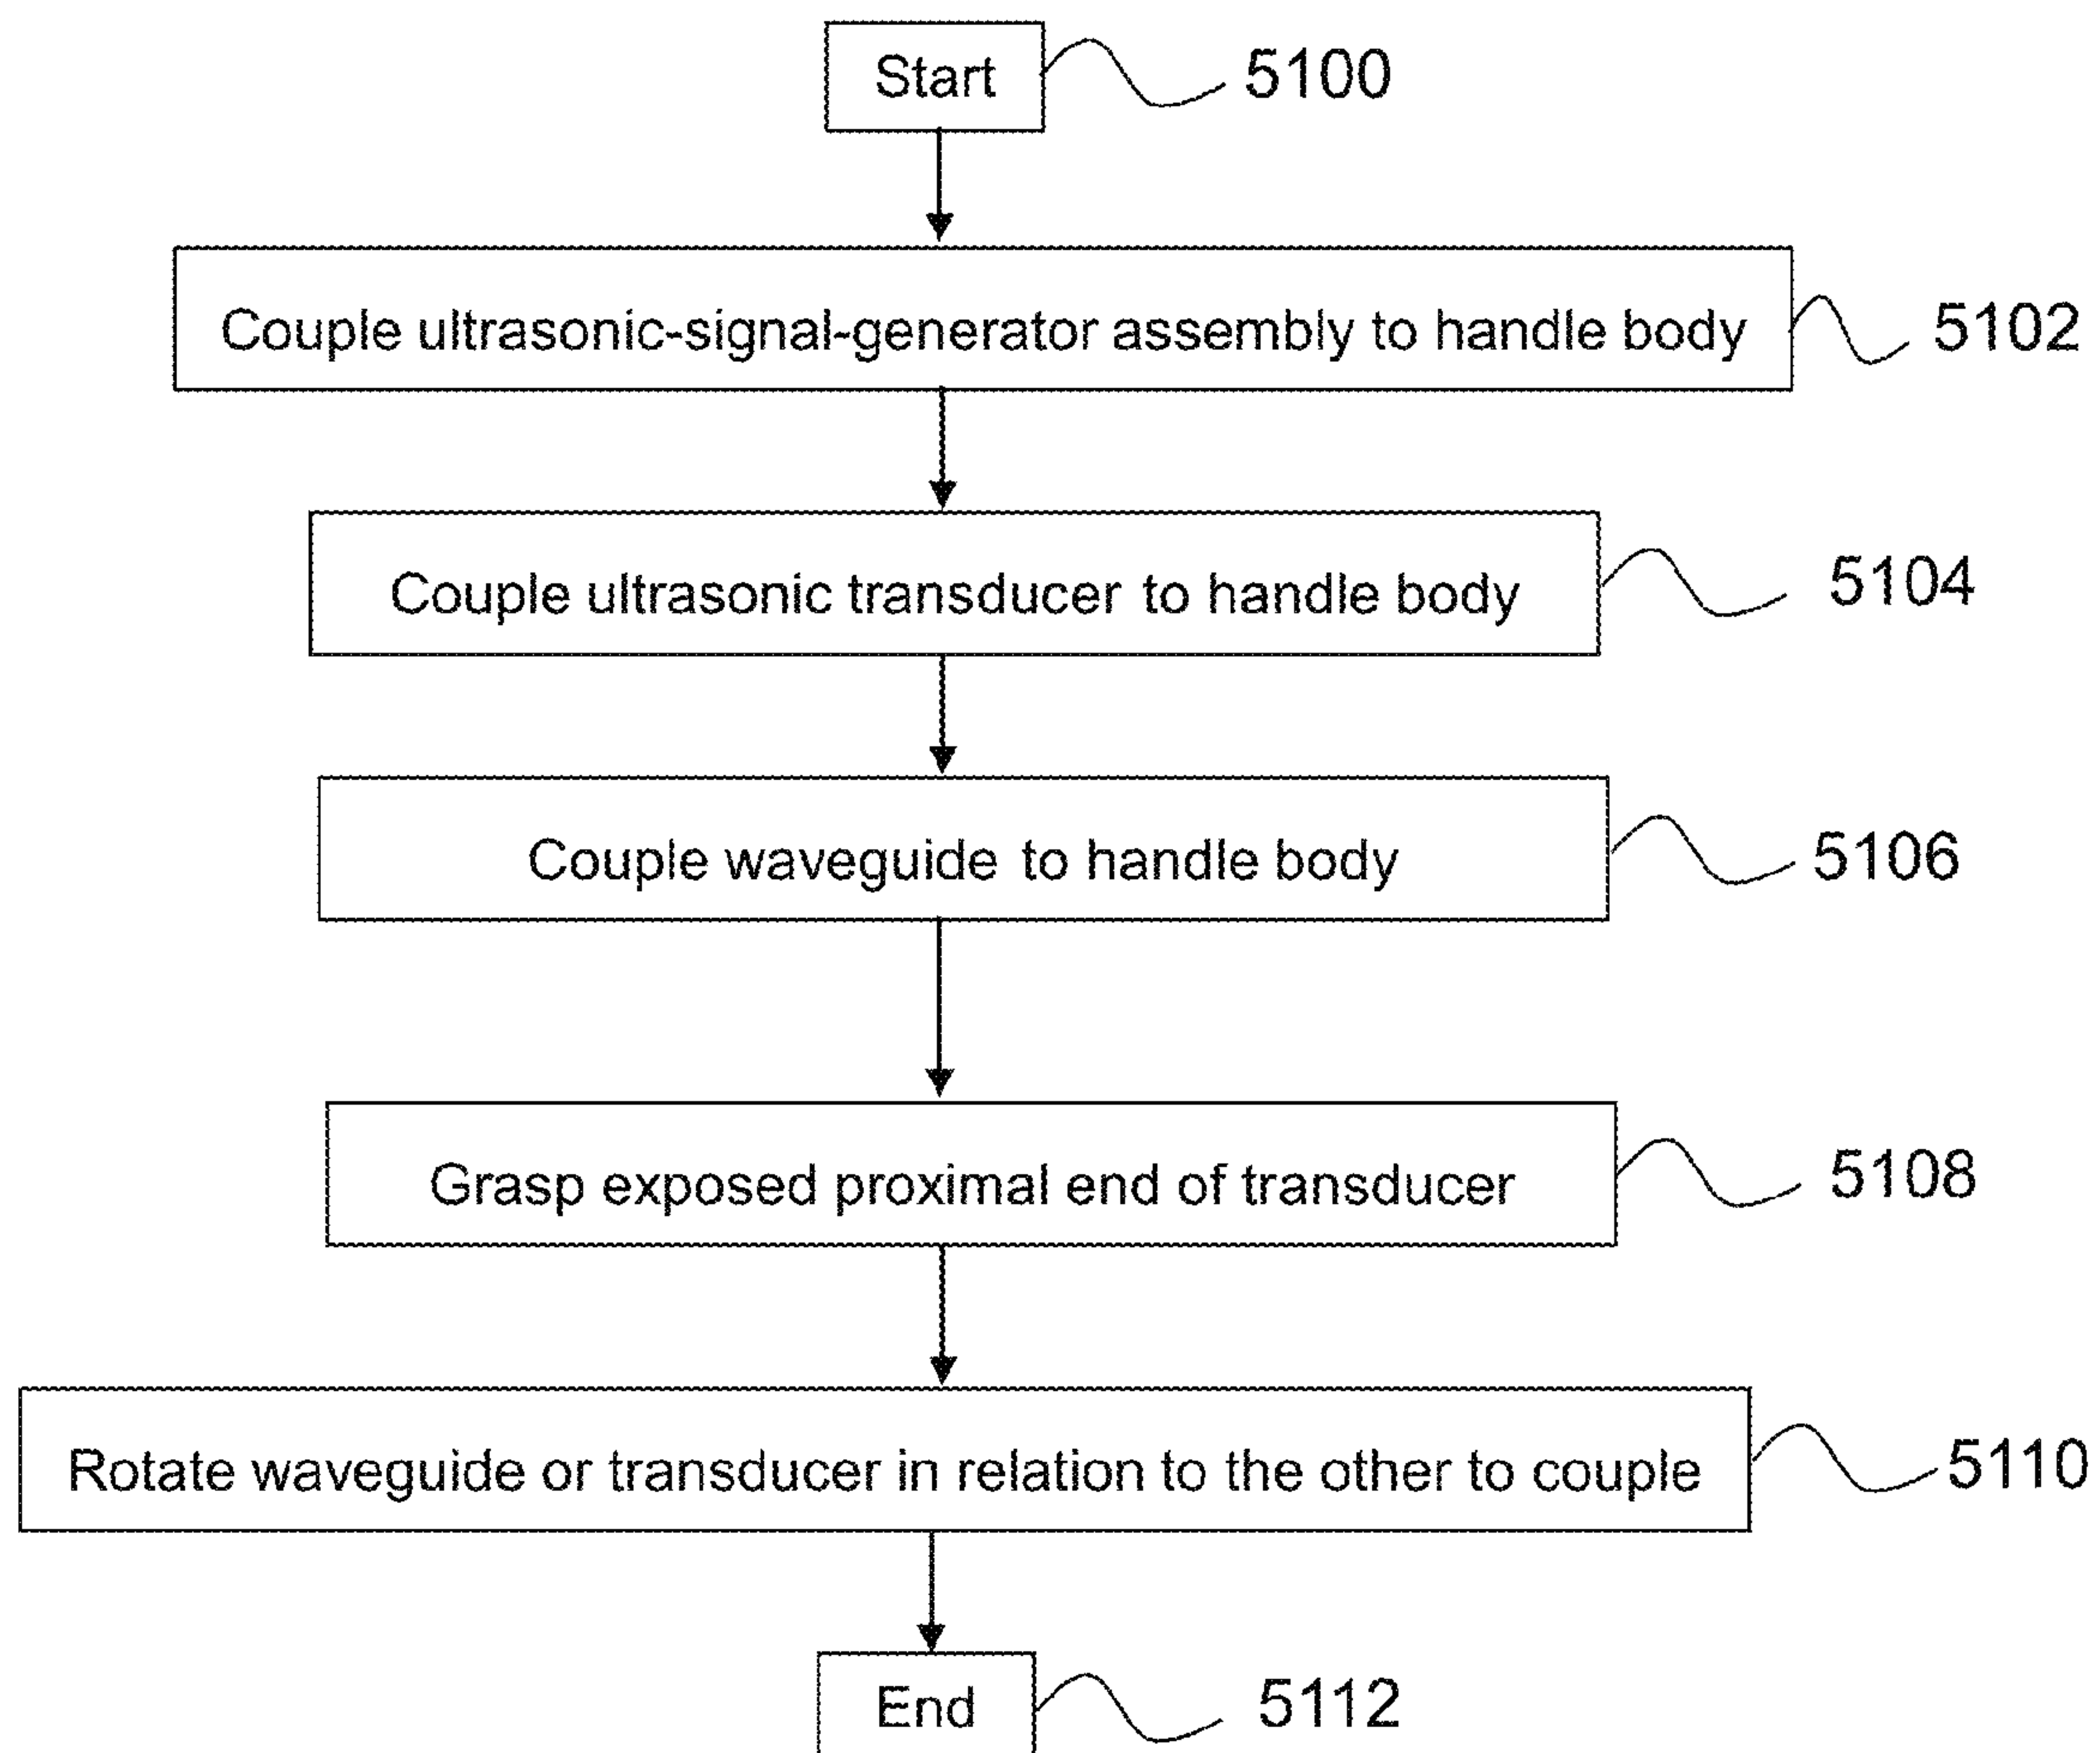 Start 5100
Couple ultrasonic-signal-generator assembly to handle body 5102
Couple ultrasonic transducer to handle body 5104
Couple waveguide to handle body 5106
Grasp exposed proximal end of transducer 5108
Rotate waveguide or transducer in relation to the other to couple 5110
End 5112